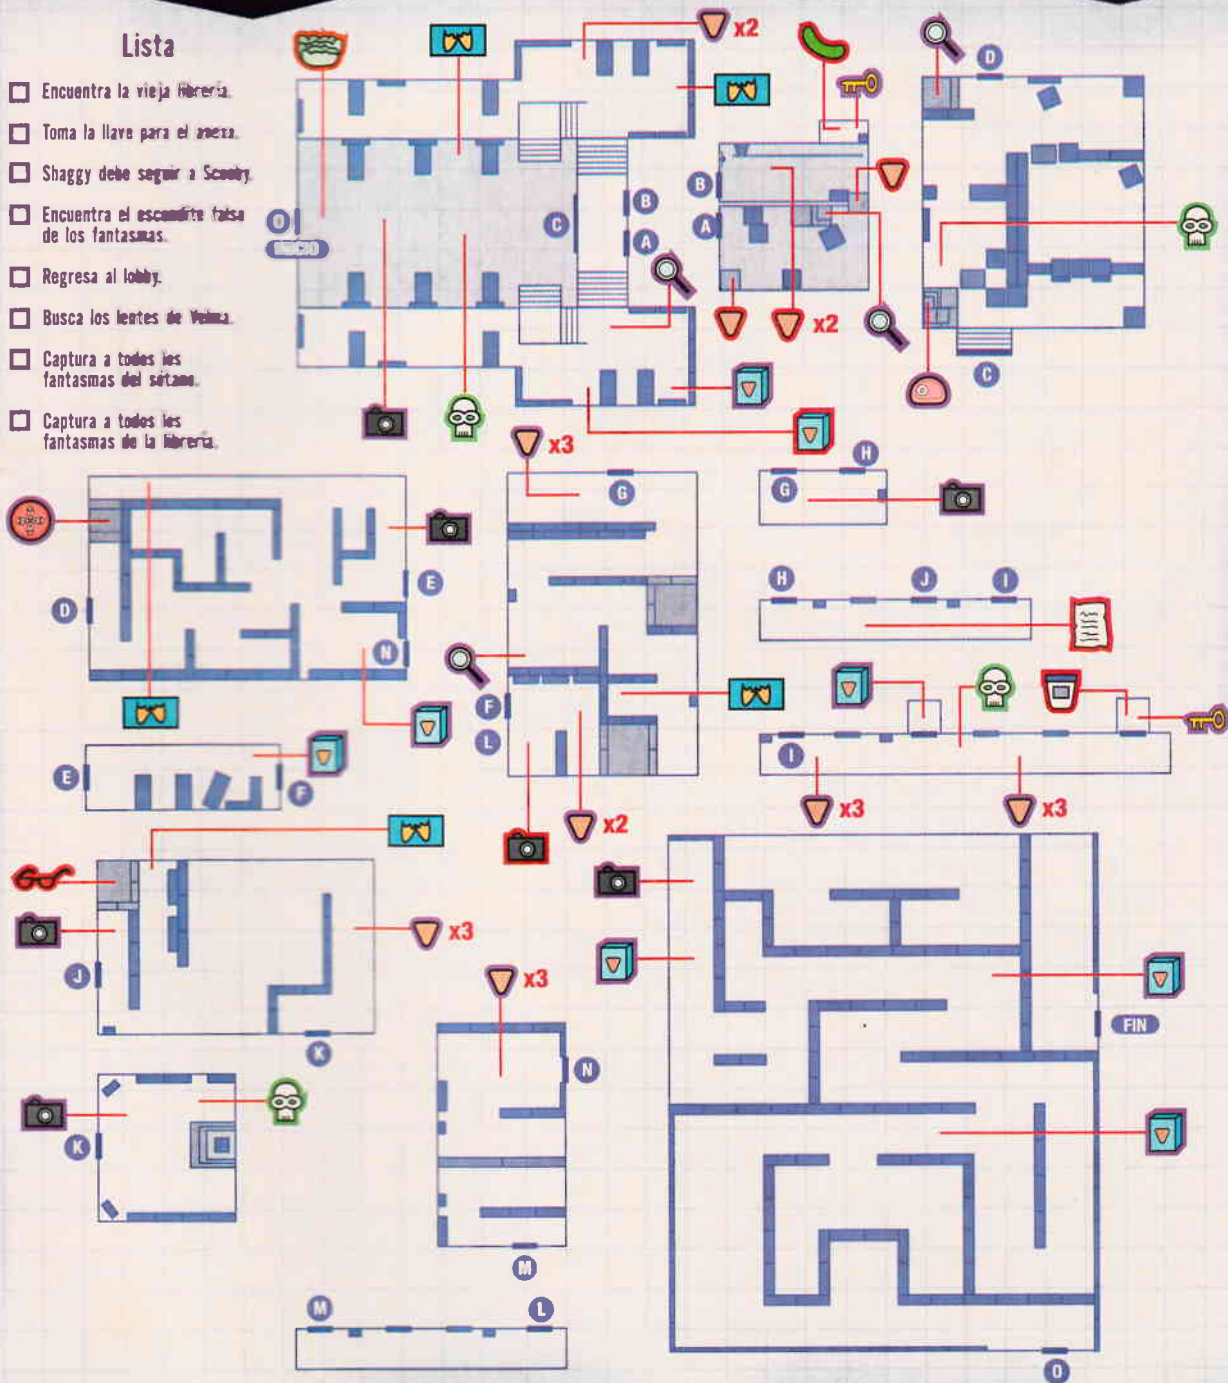 Lista
Encuentra la vieja librería.
Toma la llave para el anexo.
Shaggy debe seguir a Scooby.
Encuentra el escondite falso
de los fantasmas.
Regresa al lobby.
Busca los lentes de Velma.
Captura a todos los
fantasmas del sótano.
Captura a todos los
fantasmas de la librería.
x2
D
O
INICIO
C
B
A
B
A
x2
C
x3
G
H
G
D
E
N
H
J
I
F
L
I
E
F
x2
x3
x3
J
x3
K
x3
FIN
K
N
M
M
L
O